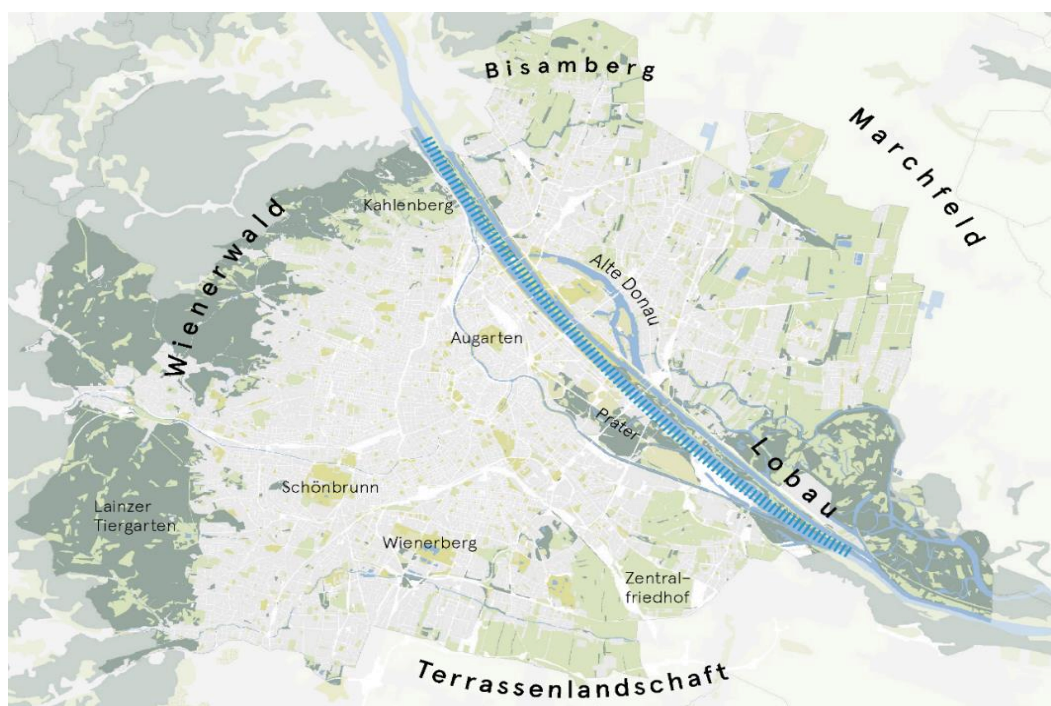 Bisamberg
Marchfeld
Kahlenberg
Wienerwald
Alte Donau
Augarten
Prater
Lobau
Schönbrunn
Lainzer
Tiergarten
Wienerberg
Zentral-
friedhof
Terrassenlandschaft